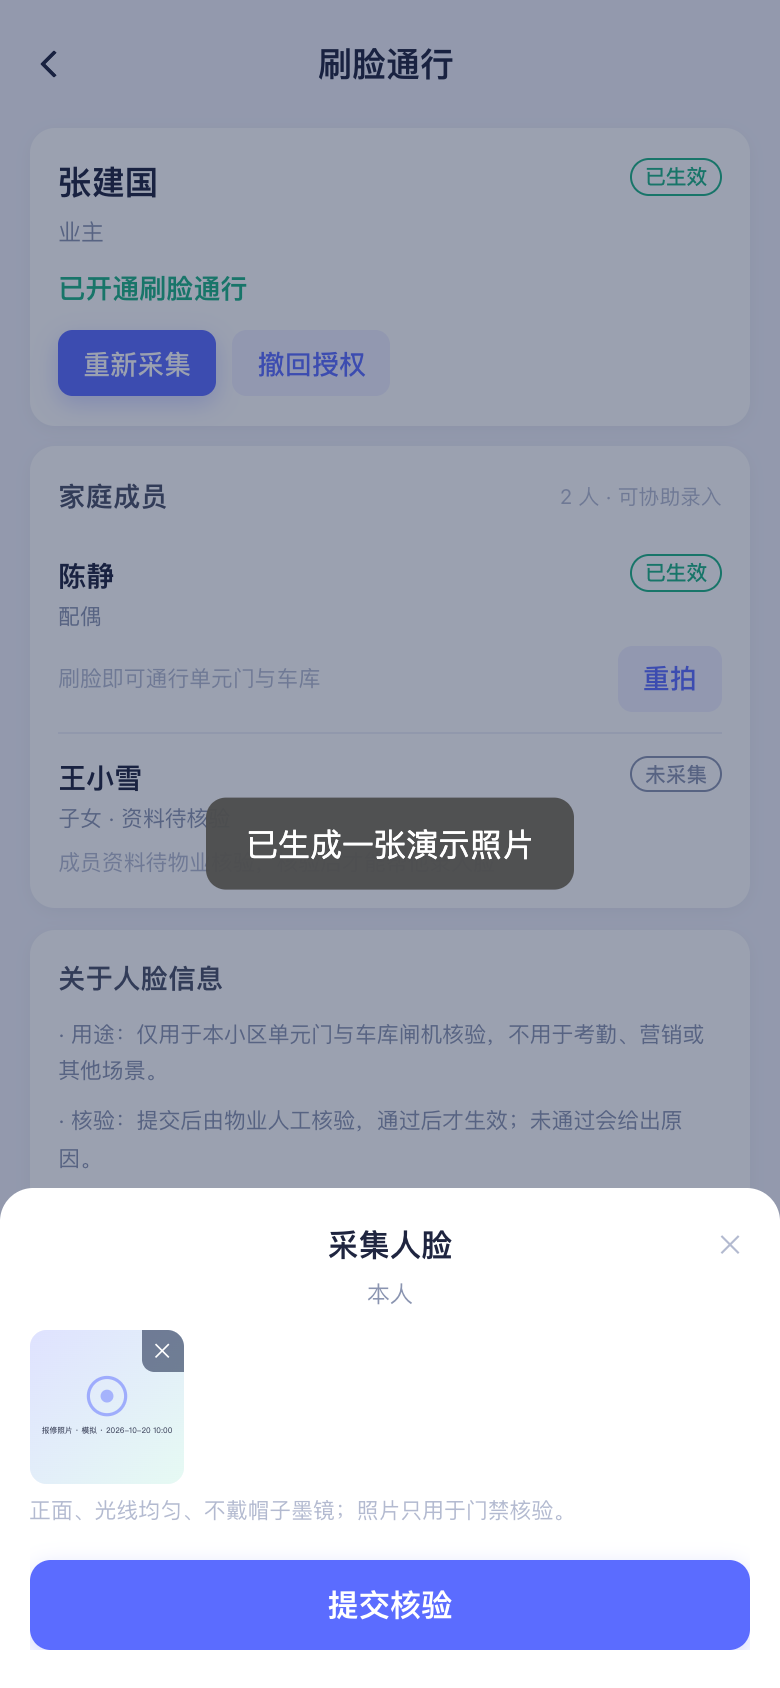 刷脸通行
张建国
已生效
业主
已开通刷脸通行
重新采集
撤回授权
家庭成员
2 人 · 可协助录入
陈静
已生效
配偶
刷脸即可通行单元门与车库
重拍
王小雪
未采集
子女 · 资料待核
成员资料待物业
已生成一张演示照片
关于人脸信息
· 用途：仅用于本小区单元门与车库闸机核验，不用于考勤、营销或
其他场景。
· 核验：提交后由物业人工核验，通过后才生效；未通过会给出原
因。
采集人脸
本人
报修照片 · 模拟 · 2026-10-20 10:00
正面、光线均匀、不戴帽子墨镜；照片只用于门禁核验。
提交核验